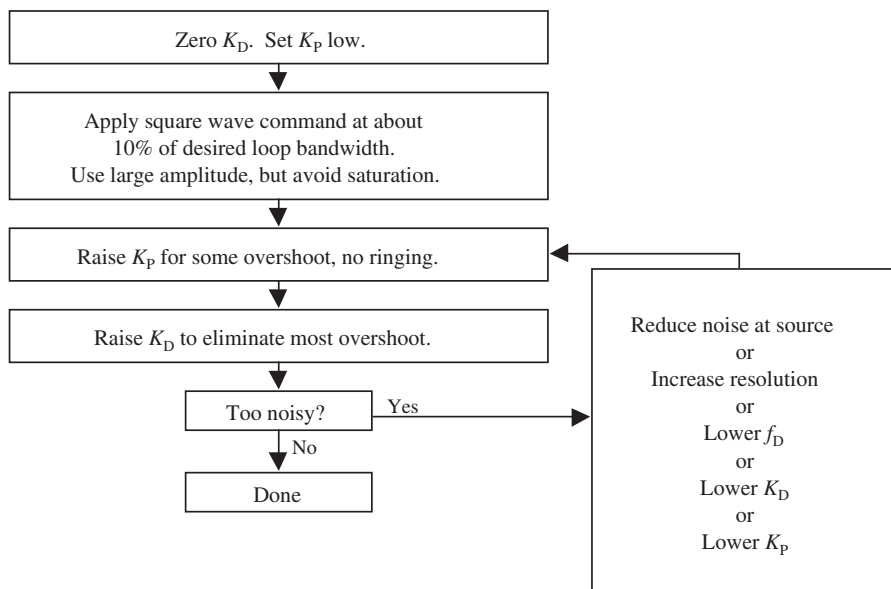 Zero K_D. Set K_P low.
Apply square wave command at about
10% of desired loop bandwidth.
Use large amplitude, but avoid saturation.
Raise K_P for some overshoot, no ringing.
Raise K_D to eliminate most overshoot.
Too noisy?
Yes
No
Done
Reduce noise at source
or
Increase resolution
or
Lower f_D
or
Lower K_D
or
Lower K_P